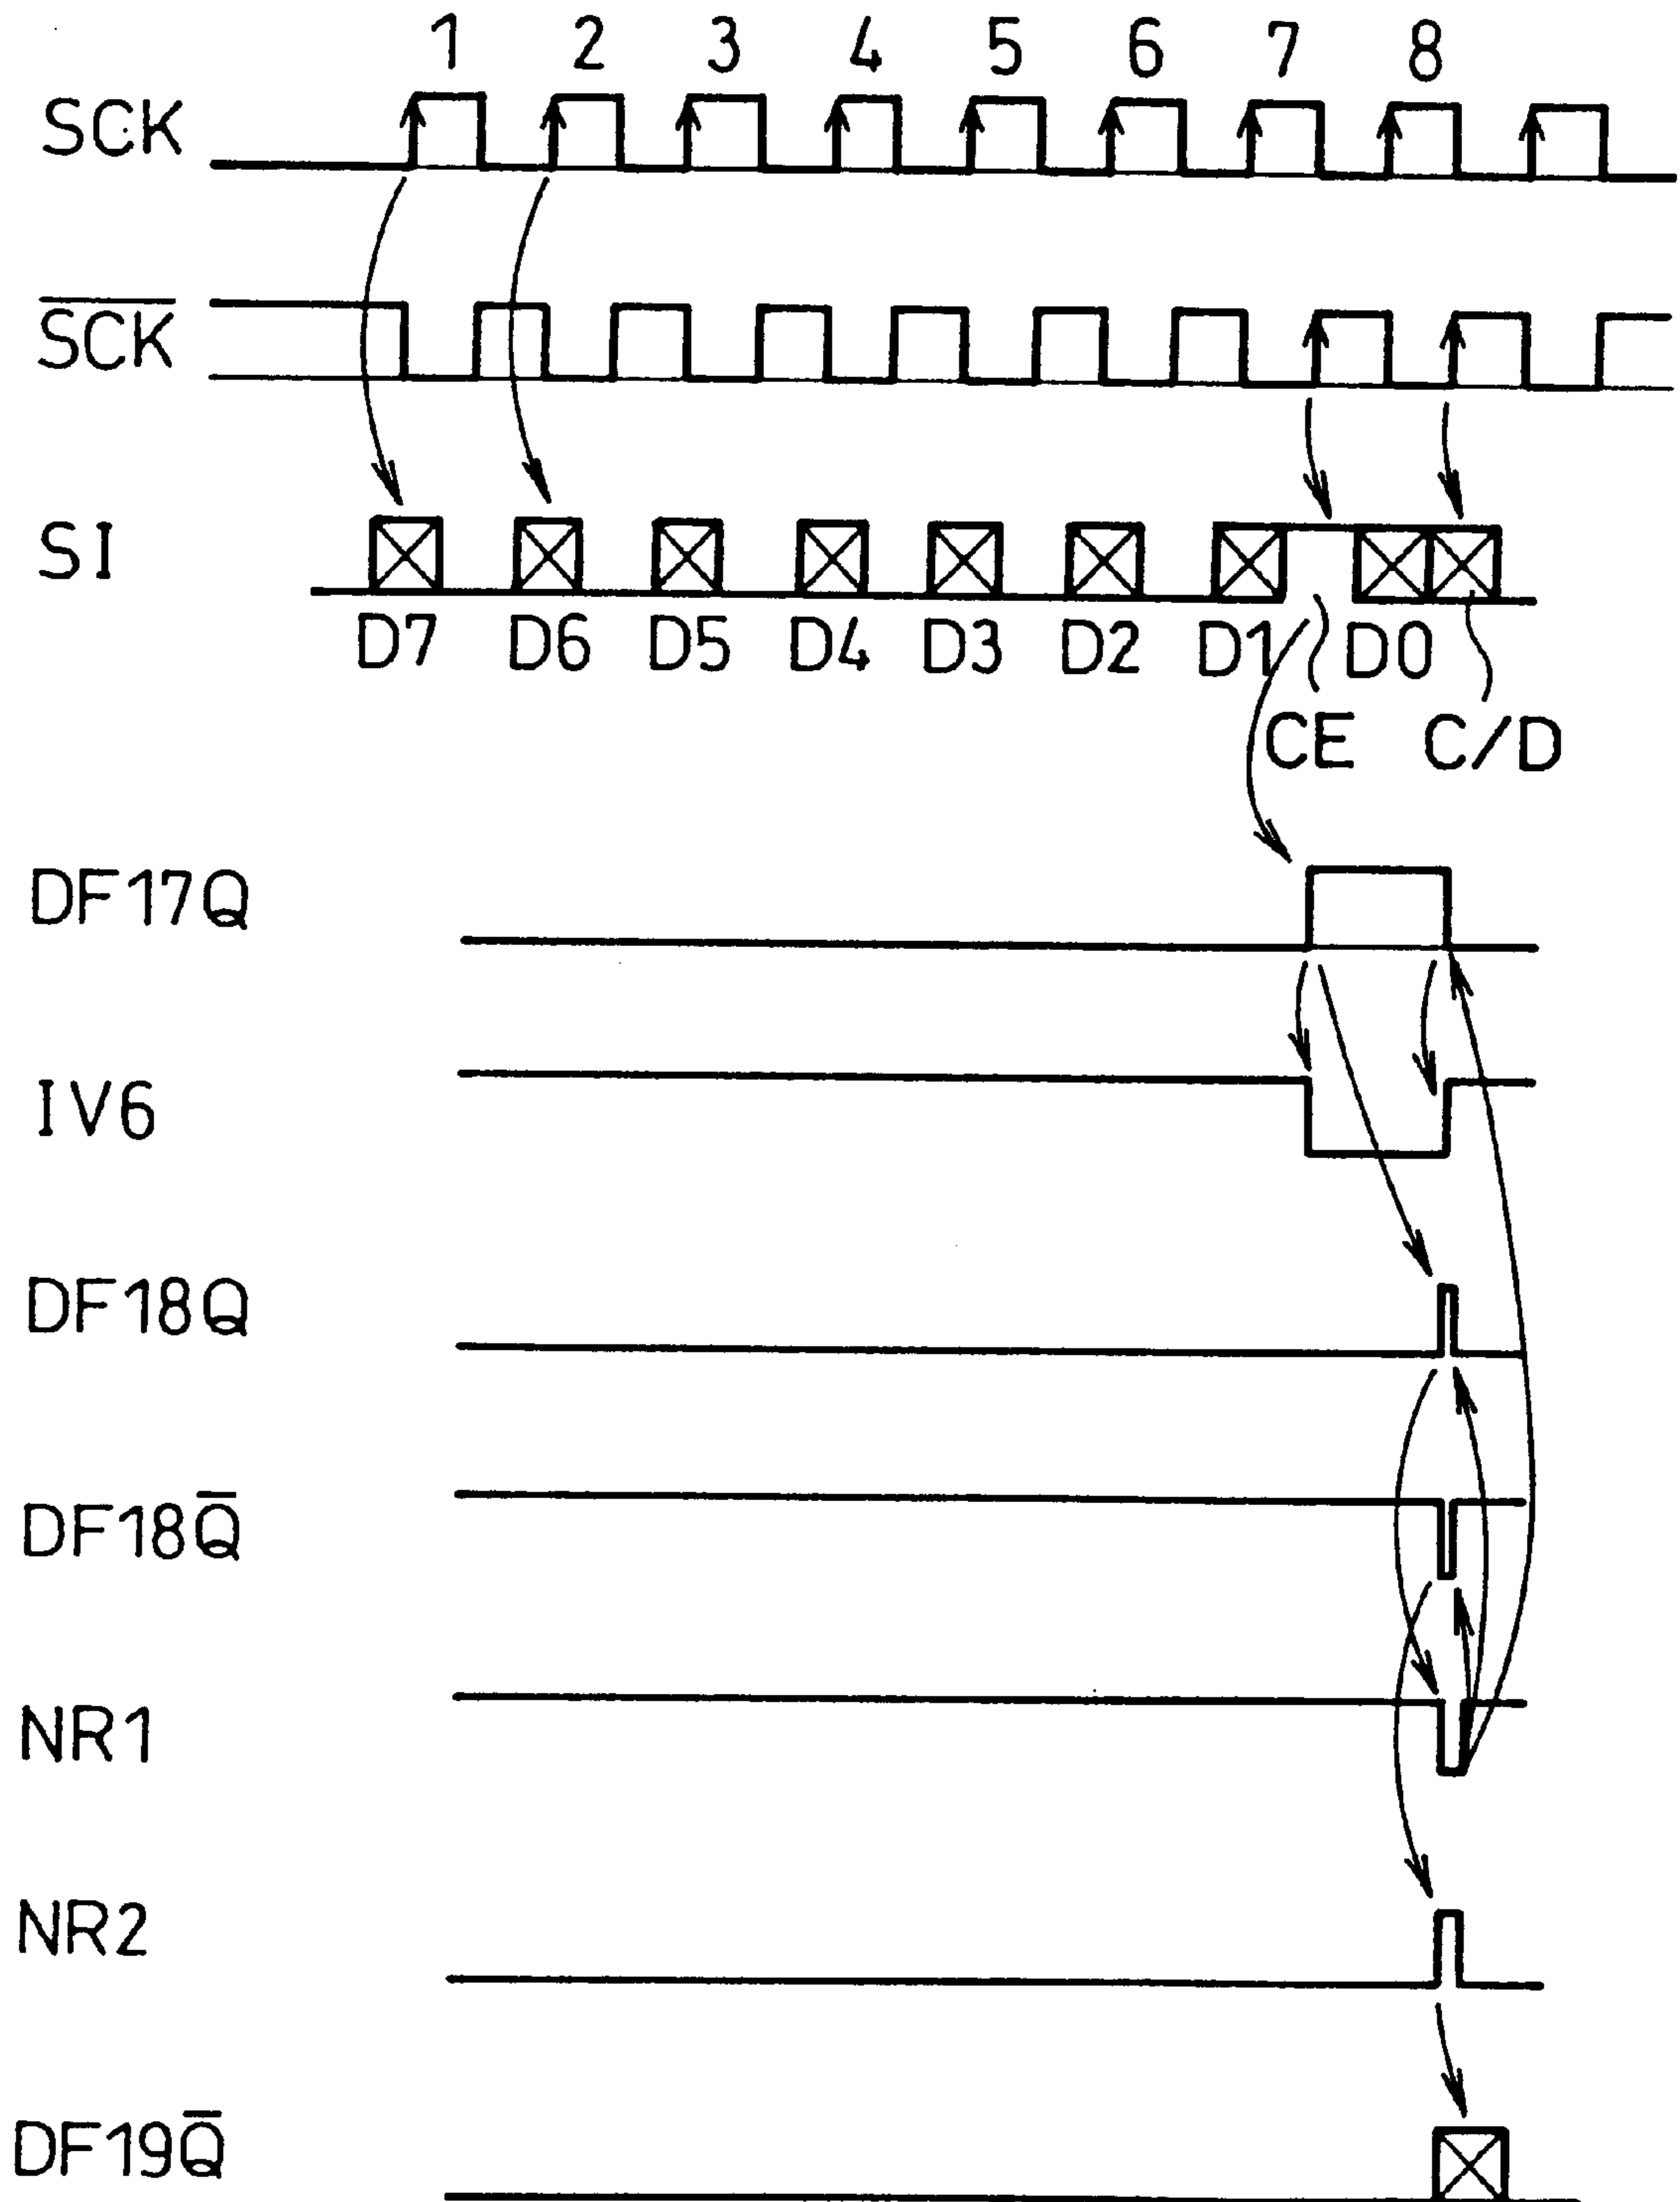 1 2 3 4 5 6 7 8
SCK
S̅C̅K̅
SI
D7 D6 D5 D4 D3 D2 D1 D0
CE C/D
DF17Q
IV6
DF18Q
DF18Q̅
NR1
NR2
DF19Q̅